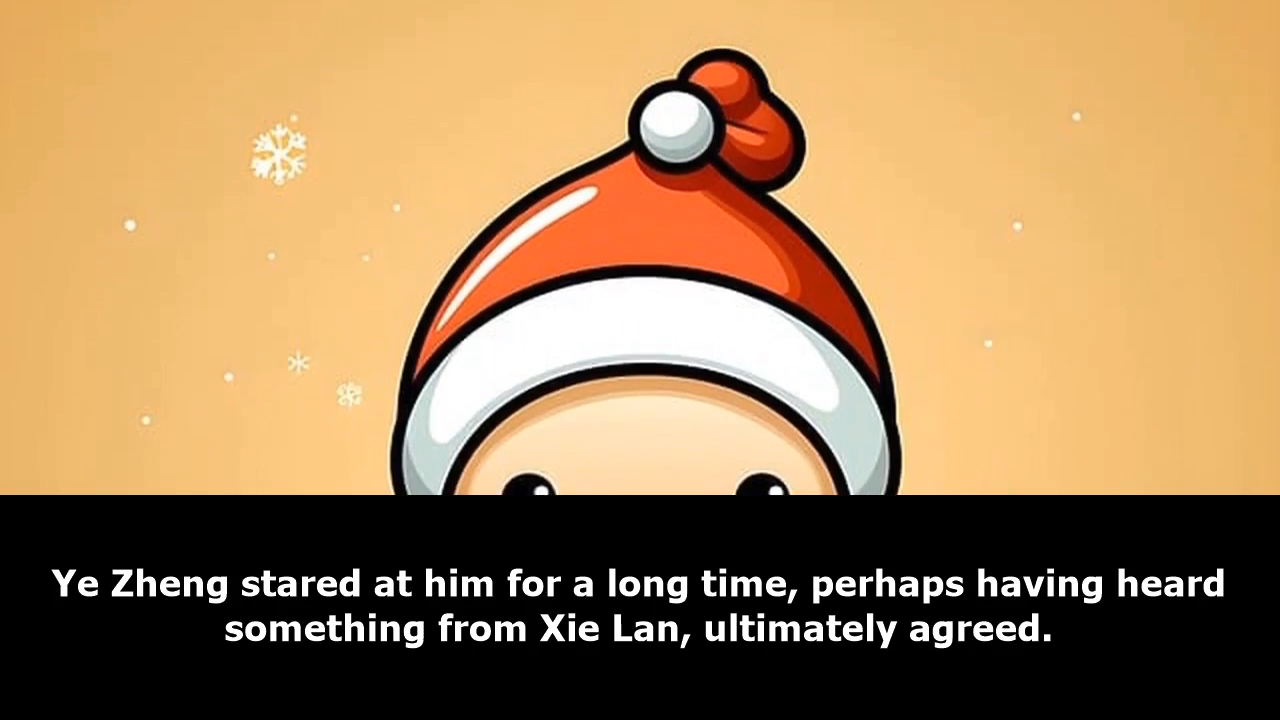 Ye Zheng stared at him for a long time, perhaps having heard
something from Xie Lan, ultimately agreed.